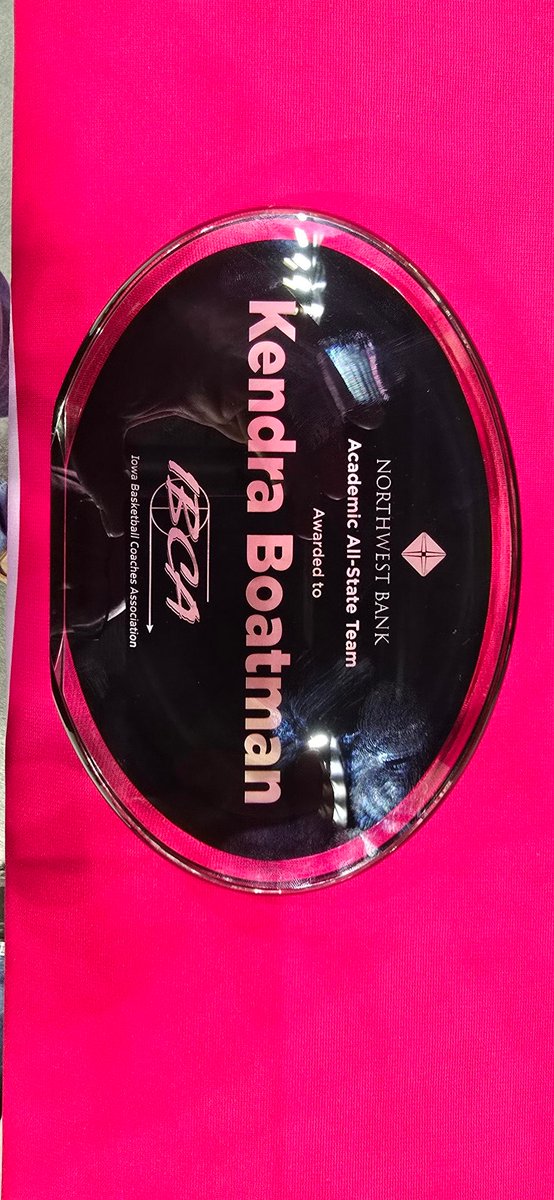 NORTHWEST BANK
Academic All-State Team
Awarded to
Kendra Boatman
IBCA
Iowa Basketball Coaches Association